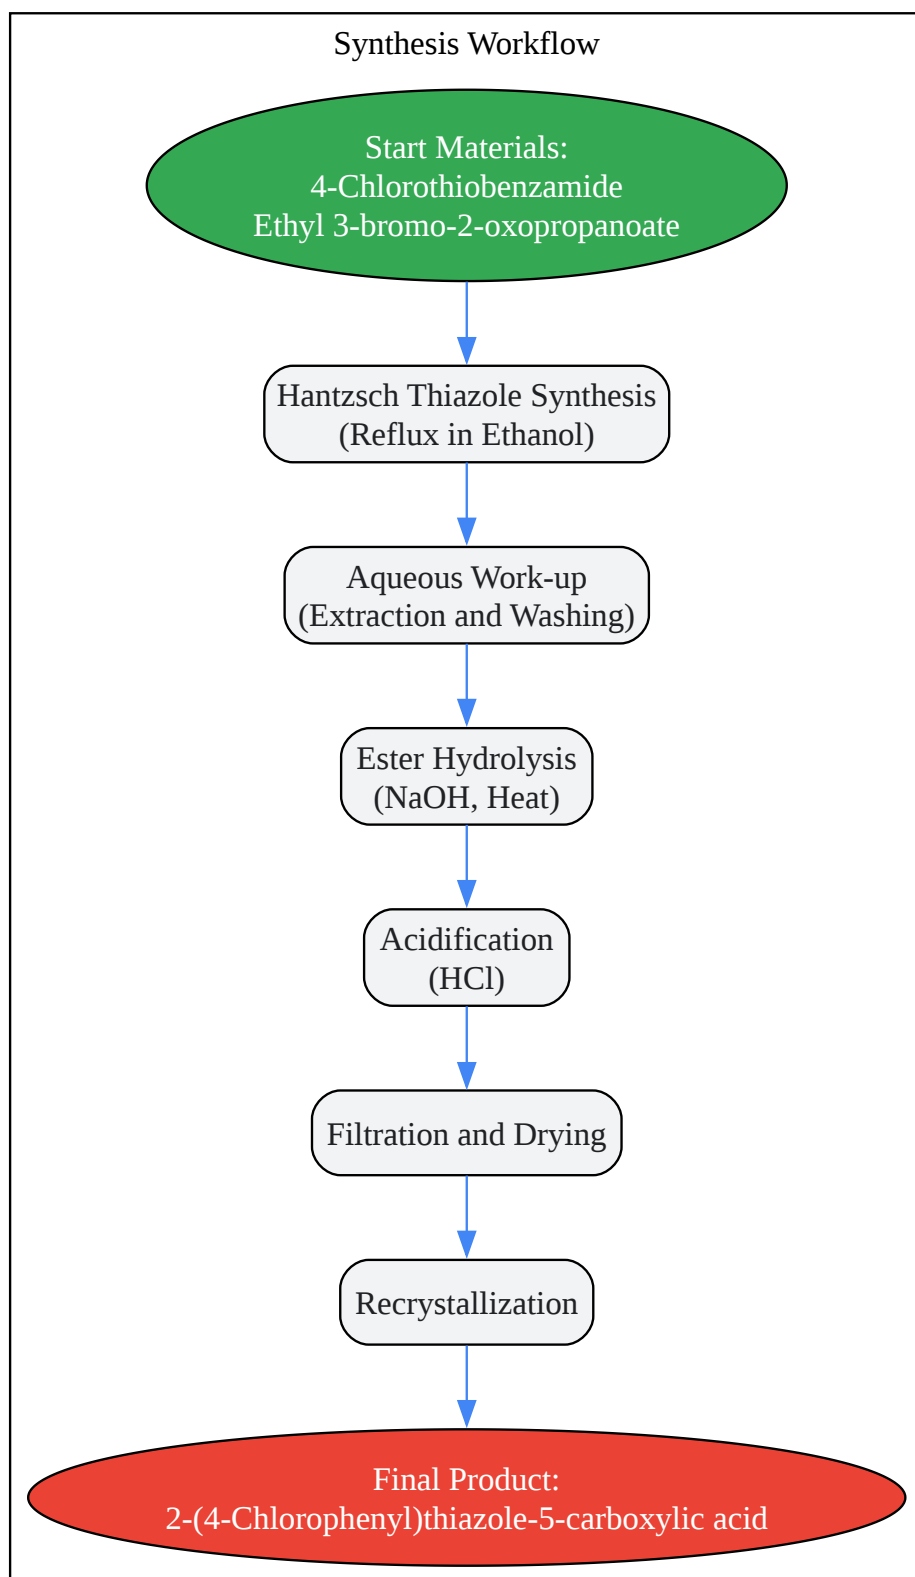 Synthesis Workflow
Start Materials:
4-Chlorothiobenzamide
Ethyl 3-bromo-2-oxopropanoate
Hantzsch Thiazole Synthesis
(Reflux in Ethanol)
Aqueous Work-up
(Extraction and Washing)
Ester Hydrolysis
(NaOH, Heat)
Acidification
(HCl)
Filtration and Drying
Recrystallization
Final Product:
2-(4-Chlorophenyl)thiazole-5-carboxylic acid